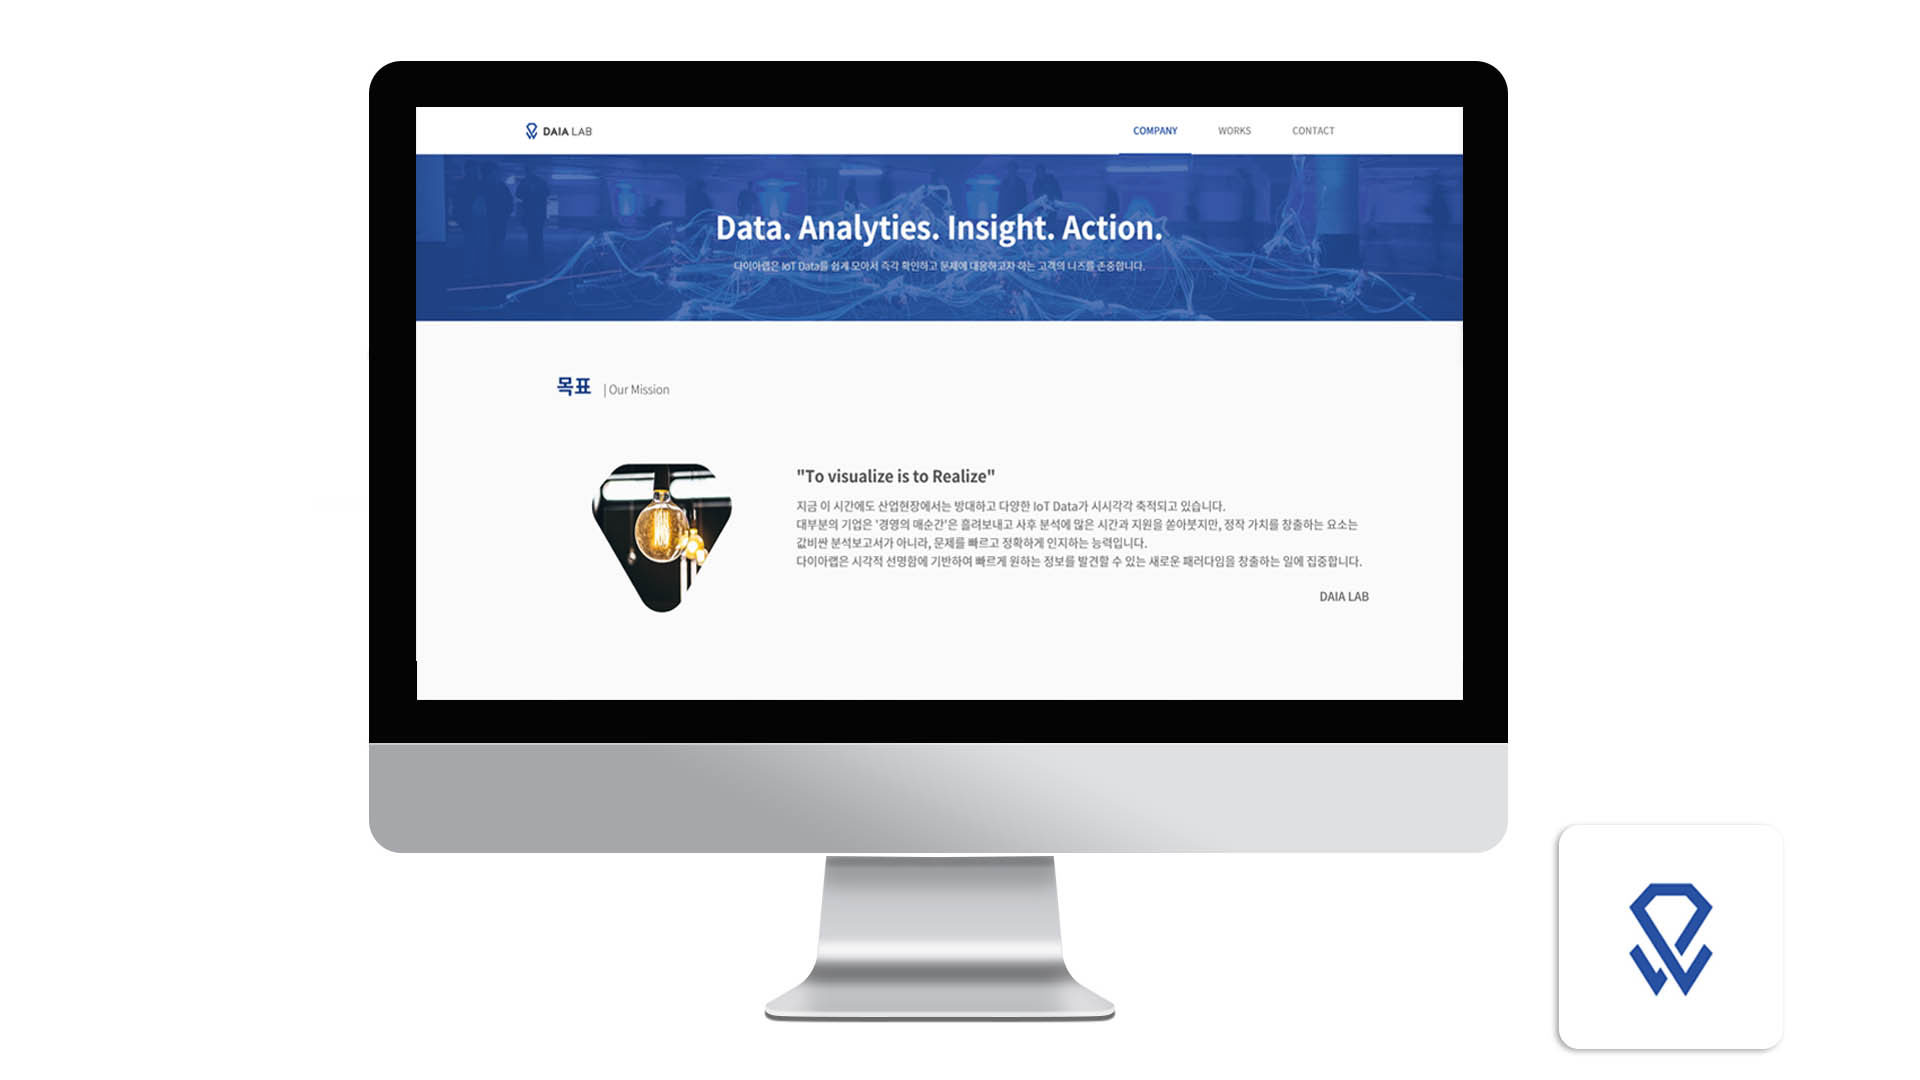 DAIA LAB
COMPANY
WORKS
CONTACT
Data. Analyties. Insight. Action.
다이아랩은 IoT Data를 쉽게 모아서 즉각 확인하고 문제에 대응하고자 하는 고객의 니즈를 존중합니다.
목표 | Our Mission
"To visualize is to Realize"
지금 이 시간에도 산업현장에서는 방대하고 다양한 IoT Data가 시시각각 축적되고 있습니다.
대부분의 기업은 '경영의 매순간'은 흘려보내고 사후 분석에 많은 시간과 지원을 쏟아붓지만, 정작 가치를 창출하는 요소는
값비싼 분석보고서가 아니라, 문제를 빠르고 정확하게 인지하는 능력입니다.
다이아랩은 시각적 선명함에 기반하여 빠르게 원하는 정보를 발견할 수 있는 새로운 패러다임을 창출하는 일에 집중합니다.
DAIA LAB